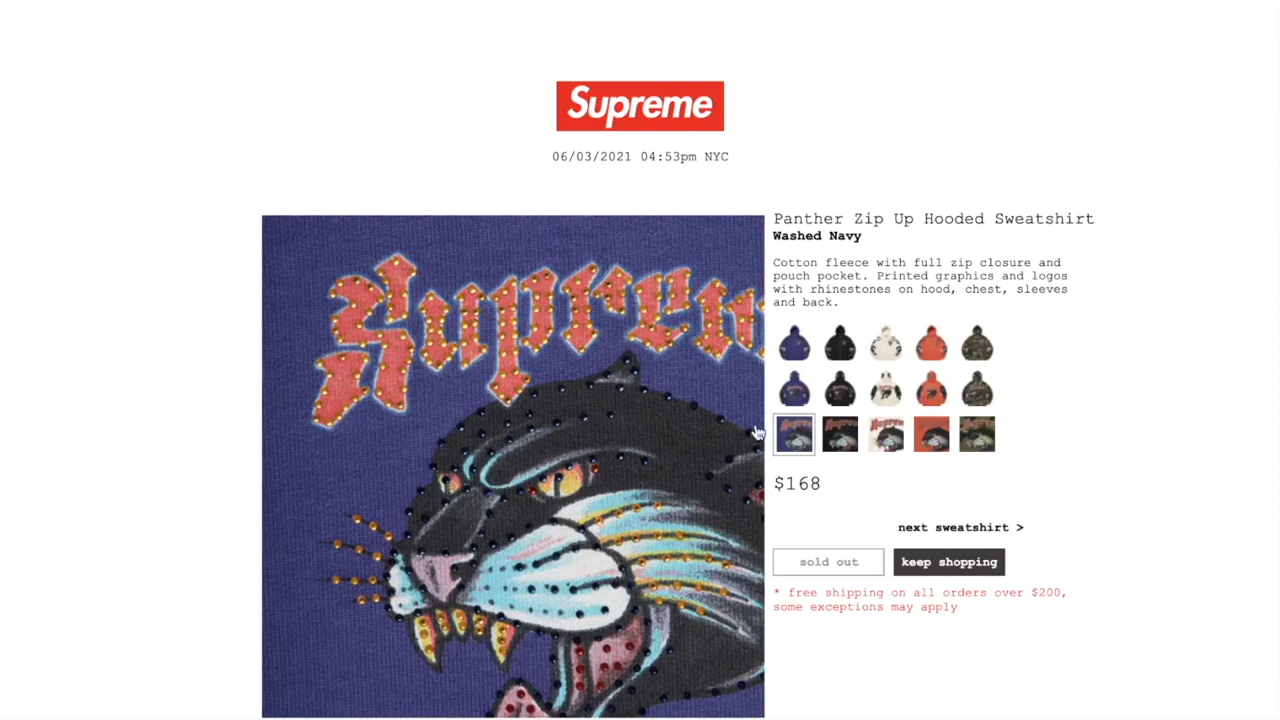 Supreme
06/03/2021 04:53pm NYC
Panther Zip Up Hooded Sweatshirt
Washed Navy
Cotton fleece with full zip closure and
pouch pocket. Printed graphics and logos
with rhinestones on hood, chest, sleeves
and back.
Suprem
$168
next sweatshirt >
sold out
keep shopping
* free shipping on all orders over $200,
some exceptions may apply